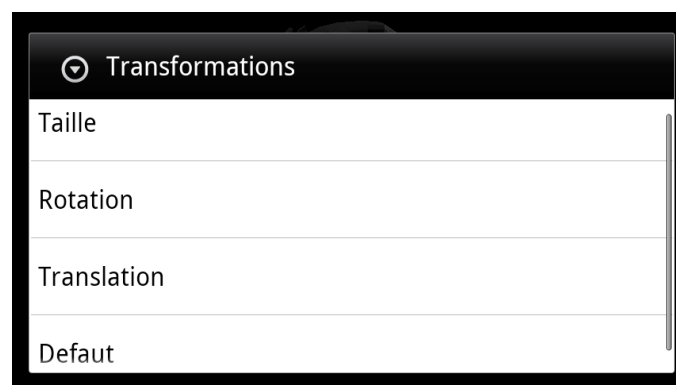 Transformations
Taille
Rotation
Translation
Defaut